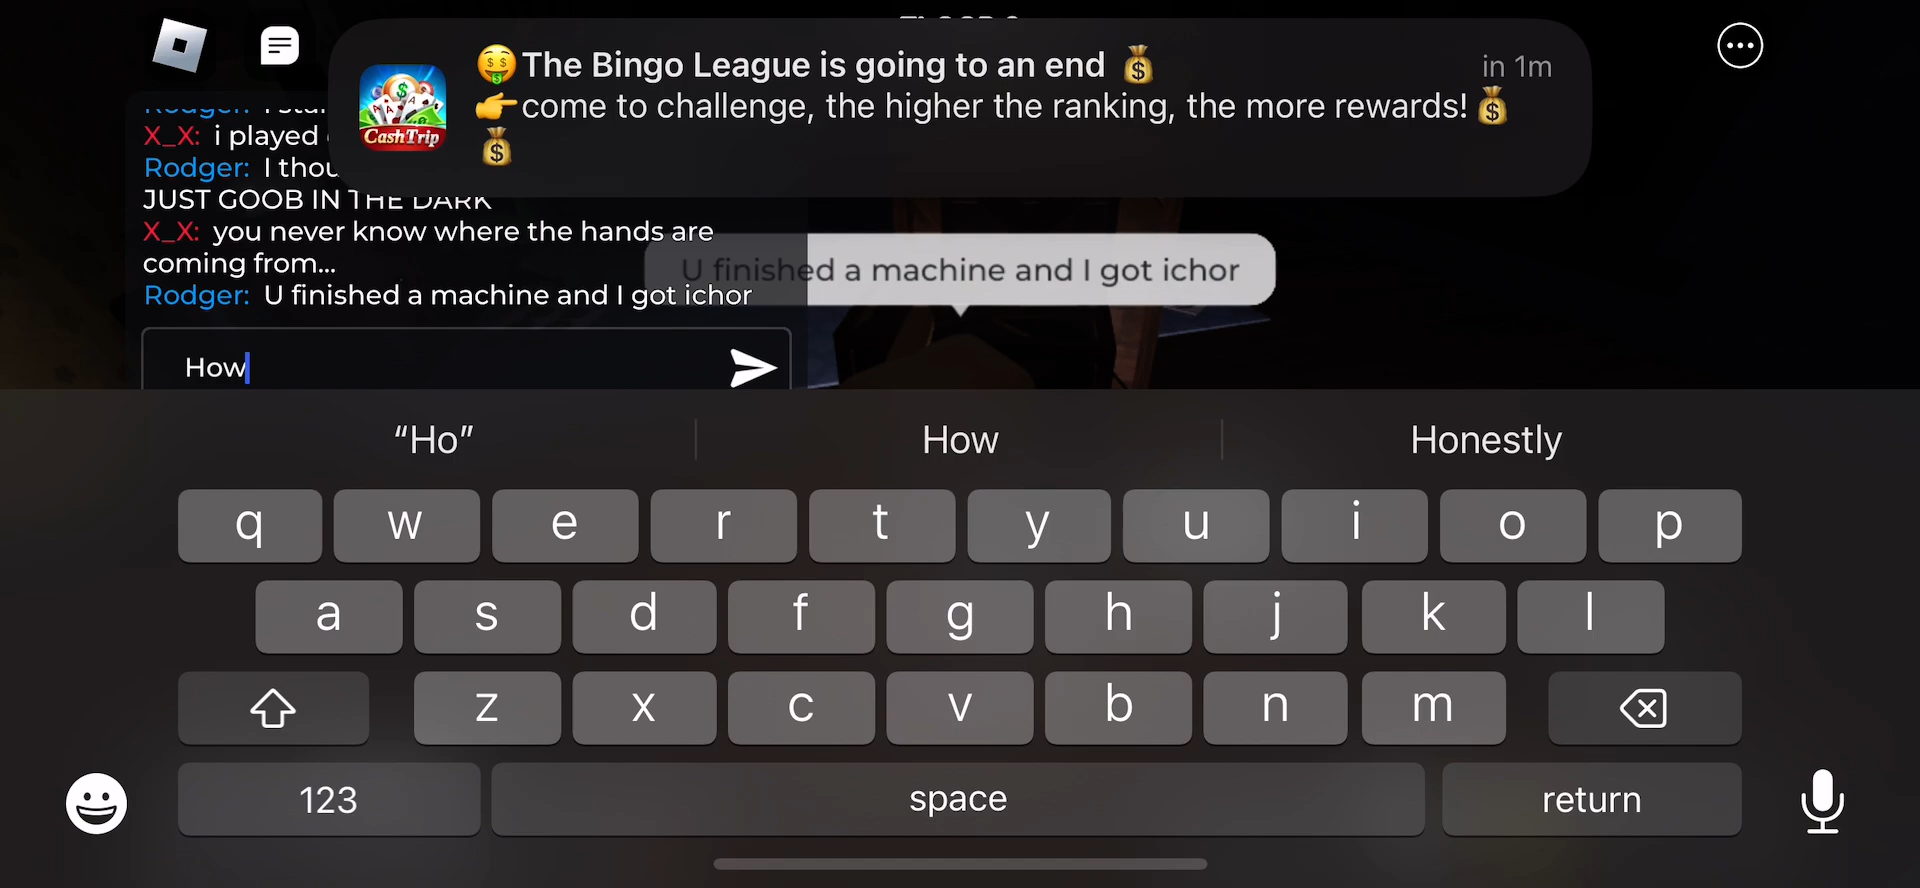 🤑The Bingo League is going to an end 💰
in 1m
👉come to challenge, the higher the ranking, the more rewards!💰
💰
CashTrip
X_X: i played
Rodger: I thou
JUST GOOB IN THE DARK
X_X: you never know where the hands are
coming from...
Rodger: U finished a machine and I got ichor
U finished a machine and I got ichor
How
“Ho”
How
Honestly
q w e r t y u i o p
a s d f g h j k l
z x c v b n m
123
space
return